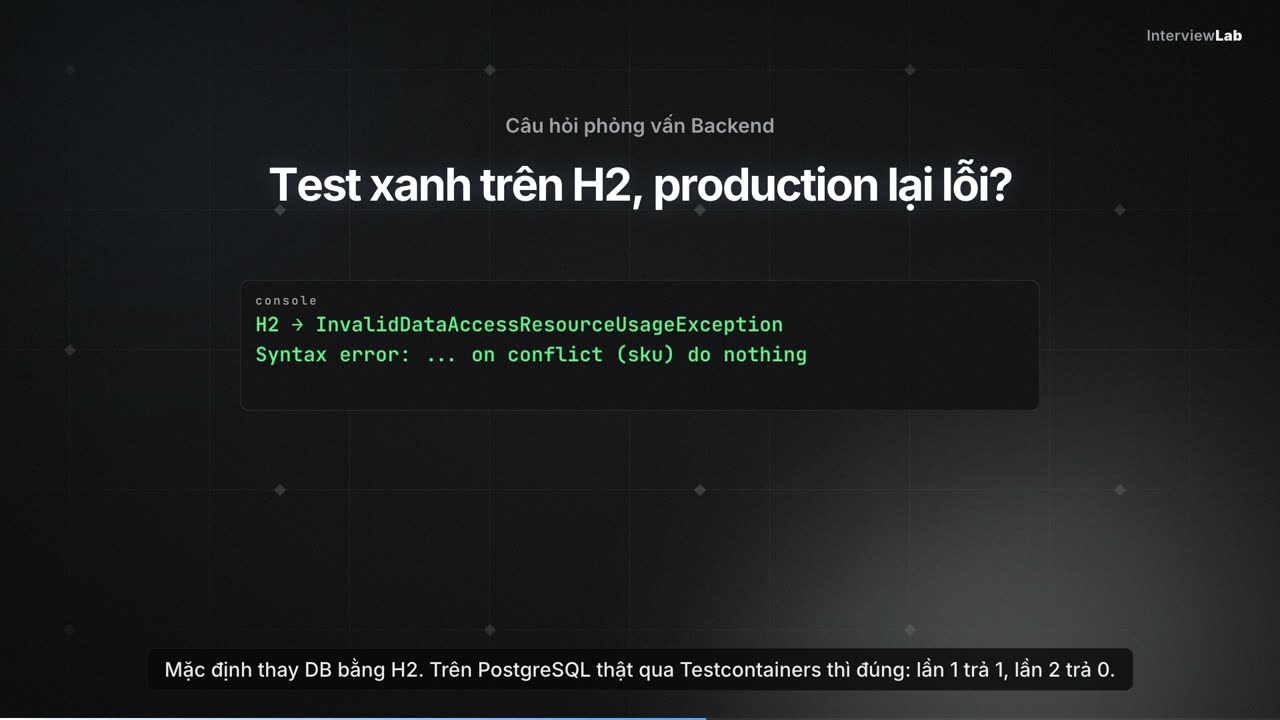 InterviewLab
Câu hỏi phỏng vấn Backend
Test xanh trên H2, production lại lỗi?
console
H2 → InvalidDataAccessResourceUsageException
Syntax error: ... on conflict (sku) do nothing
Mặc định thay DB bằng H2. Trên PostgreSQL thật qua Testcontainers thì đúng: lần 1 trả 1, lần 2 trả 0.